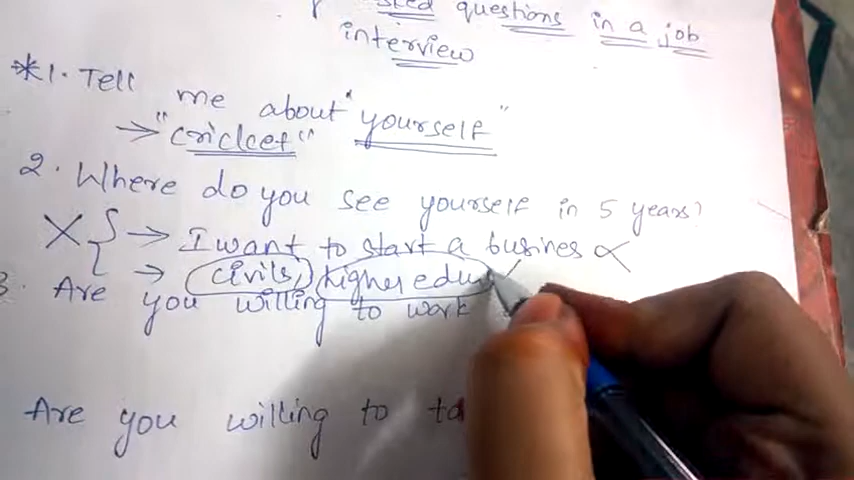 questions in a job
interview
*1. Tell me about "yourself"
→ "cricket"
2. Where do you see yourself in 5 years?
X { → I want to start a busines
→ civils, higher edu
3. Are you willing to work
Are you willing to